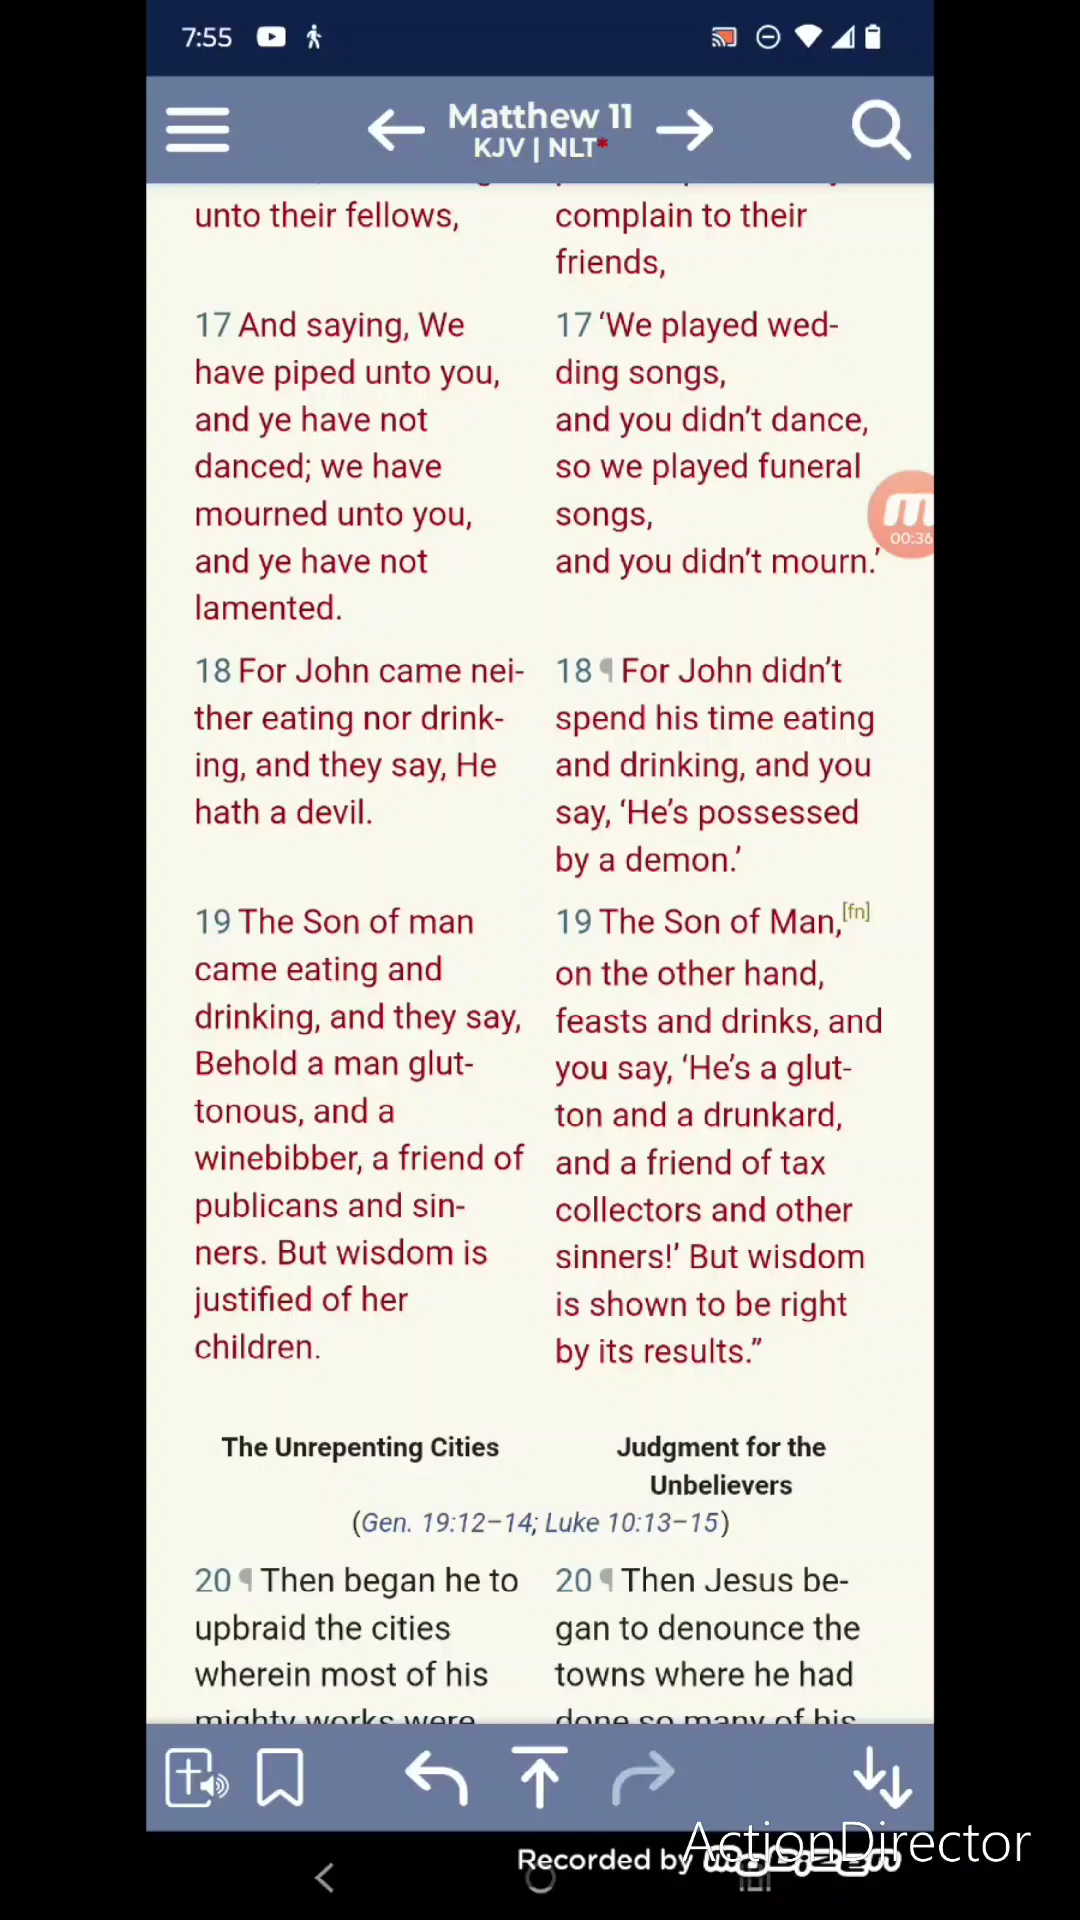 7:55
Matthew 11
KJV | NLT*
unto their fellows,
17 And saying, We
have piped unto you,
and ye have not
danced; we have
mourned unto you,
and ye have not
lamented.
18 For John came nei-
ther eating nor drink-
ing, and they say, He
hath a devil.
19 The Son of man
came eating and
drinking, and they say,
Behold a man glut-
tonous, and a
winebibber, a friend of
publicans and sin-
ners. But wisdom is
justified of her
children.
The Unrepenting Cities
complain to their
friends,
17 ‘We played wed-
ding songs,
and you didn’t dance,
so we played funeral
songs,
and you didn’t mourn.’
18 ¶ For John didn’t
spend his time eating
and drinking, and you
say, ‘He’s possessed
by a demon.’
19 The Son of Man,[fn]
on the other hand,
feasts and drinks, and
you say, ‘He’s a glut-
ton and a drunkard,
and a friend of tax
collectors and other
sinners!’ But wisdom
is shown to be right
by its results.”
Judgment for the
Unbelievers
(Gen. 19:12–14; Luke 10:13–15)
20 ¶ Then began he to
upbraid the cities
wherein most of his
mighty works were
20 ¶ Then Jesus be-
gan to denounce the
towns where he had
done so many of his
m
00:36
ActionDirector
Recorded by mobizen